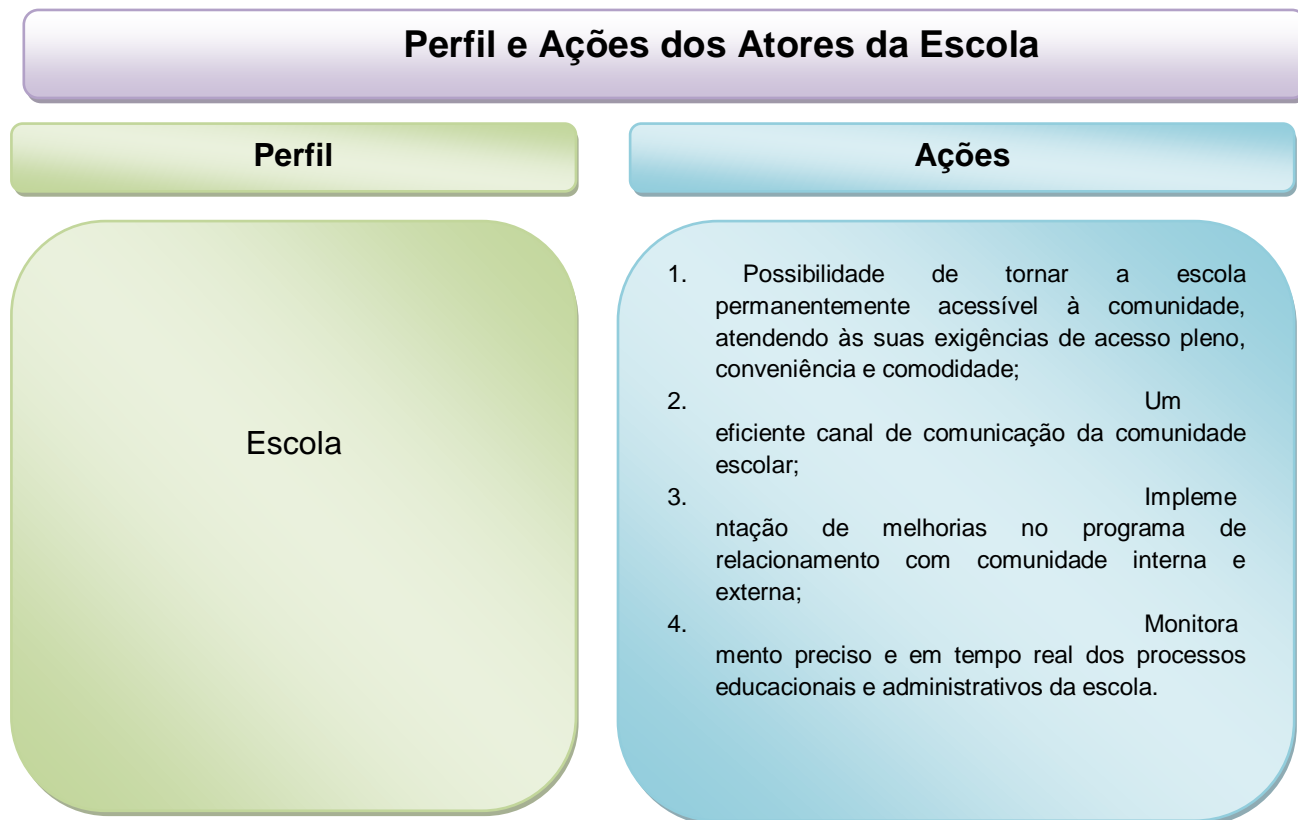 Perfil e Ações dos Atores da Escola
Perfil
Ações
Escola
1. Possibilidade de tornar a escola
permanentemente acessível à comunidade,
atendendo às suas exigências de acesso pleno,
conveniência e comodidade;
2. Um
eficiente canal de comunicação da comunidade
escolar;
3. Impleme
ntação de melhorias no programa de
relacionamento com comunidade interna e
externa;
4. Monitora
mento preciso e em tempo real dos processos
educacionais e administrativos da escola.